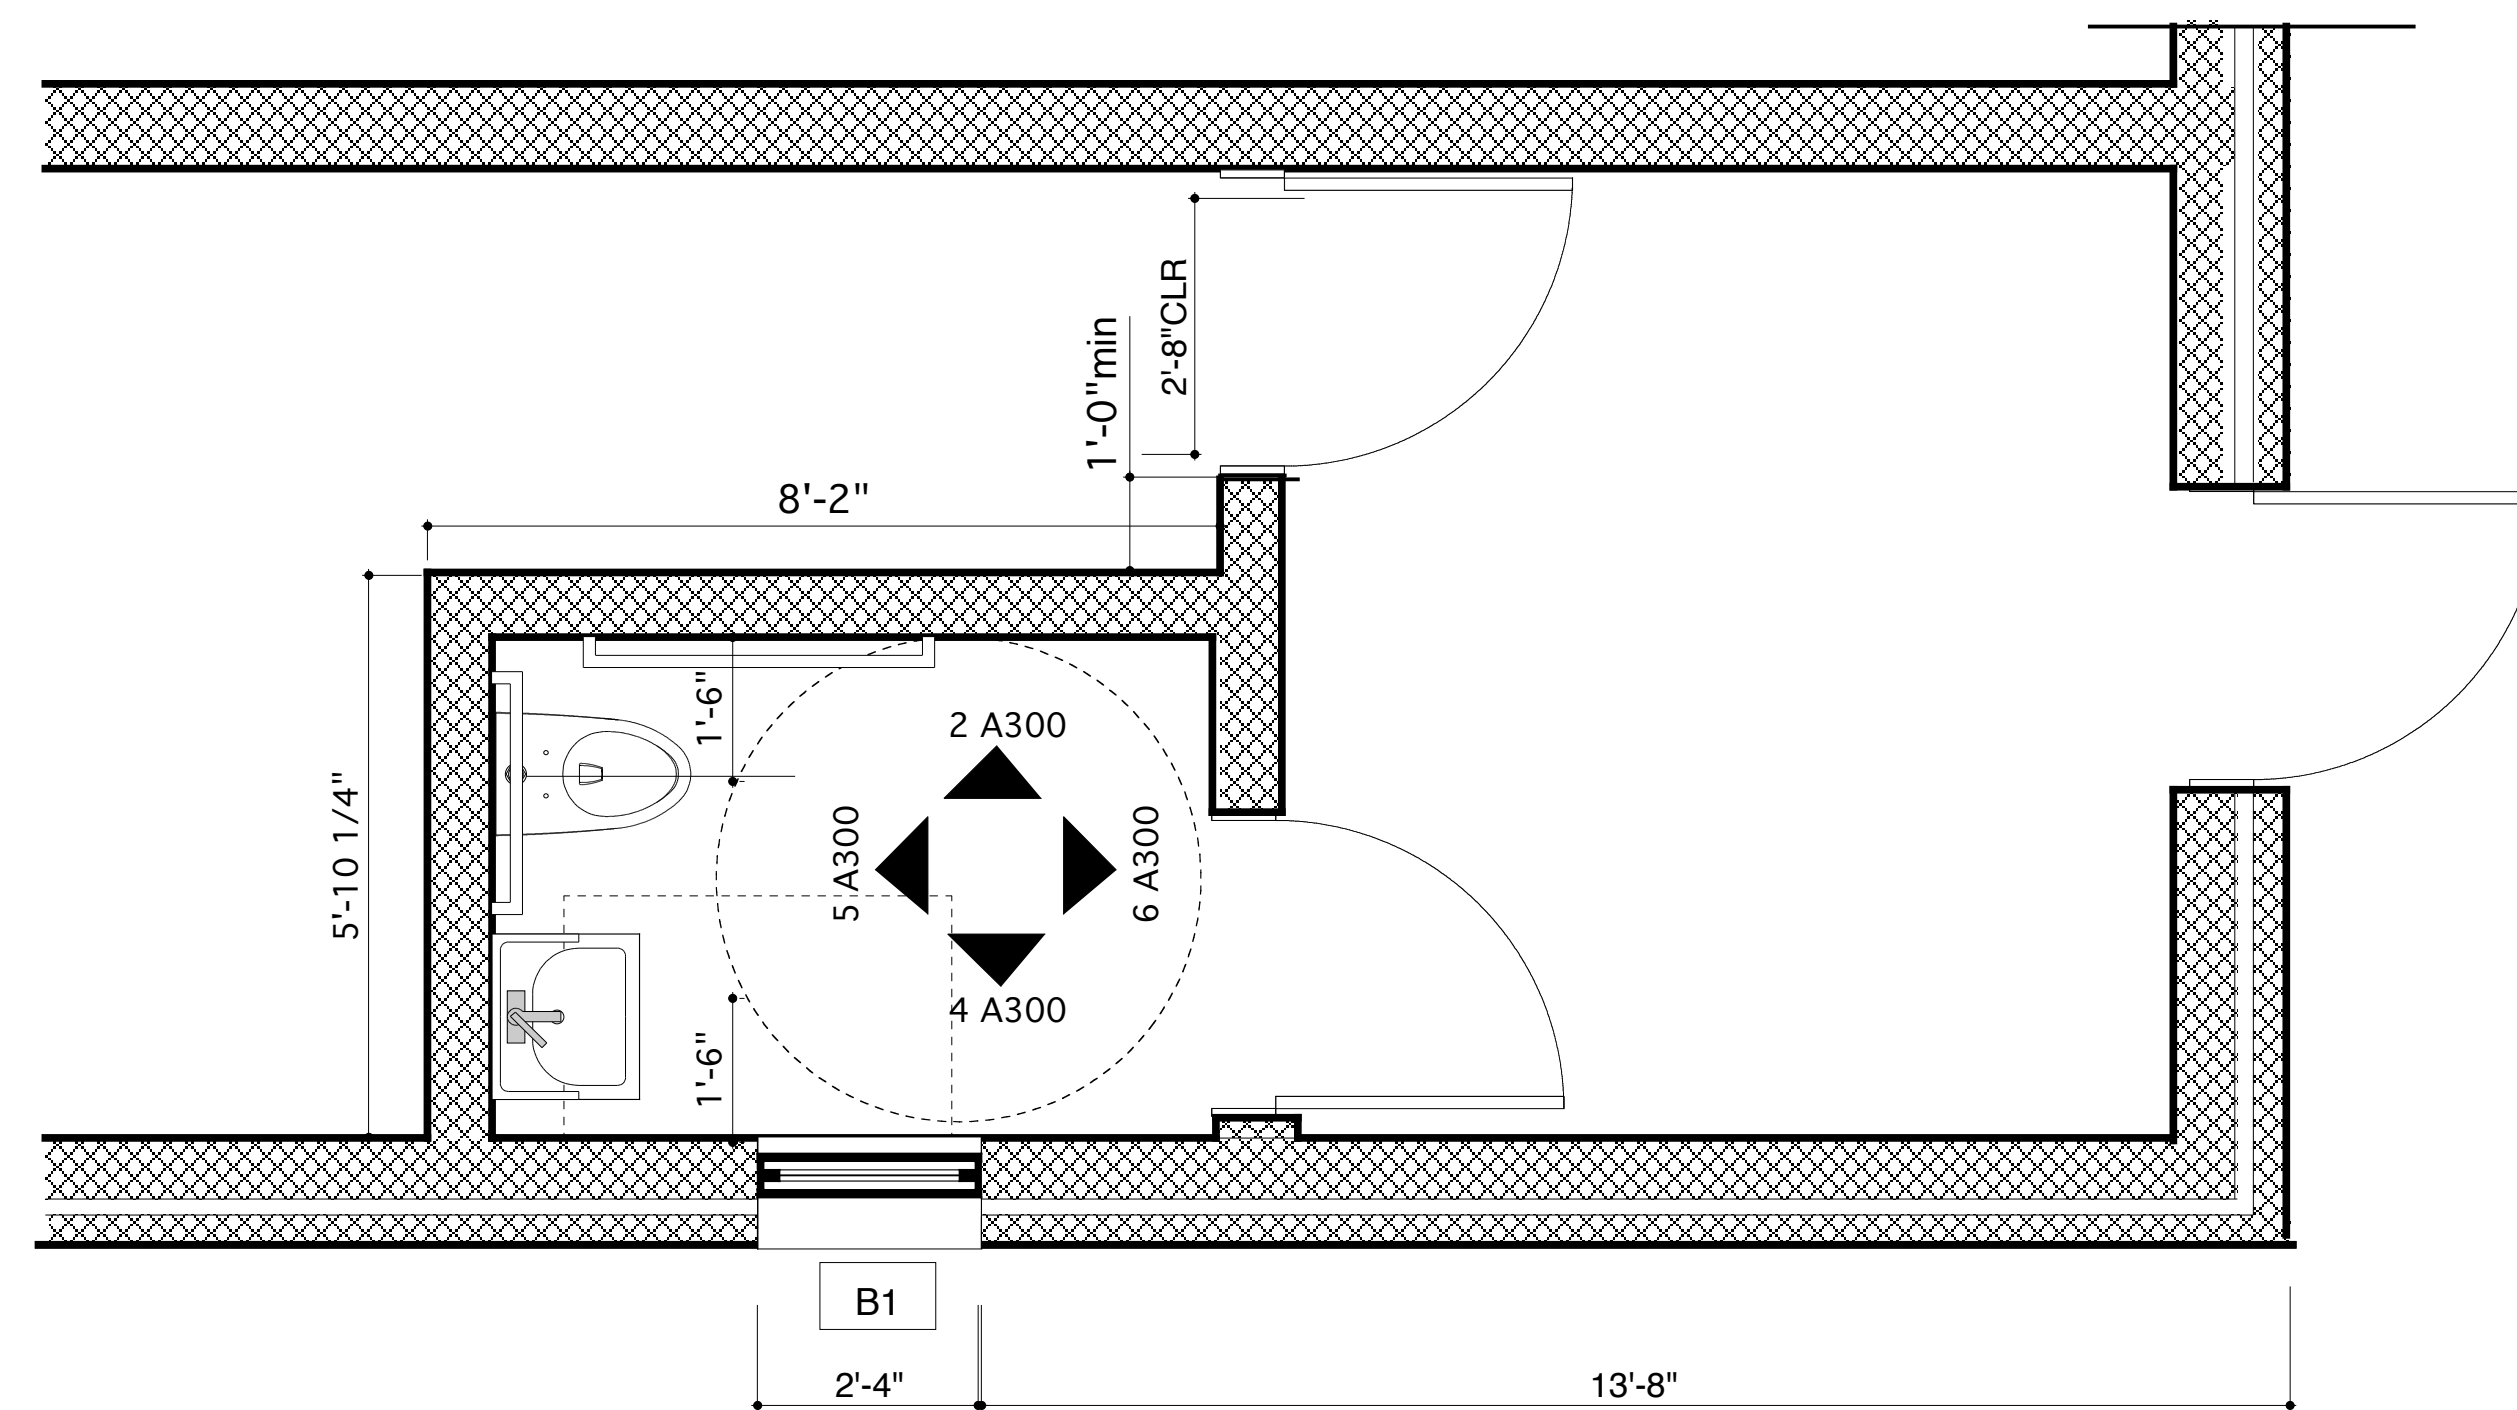 2'-8"CLR
1'-0"min
8'-2"
1'-6"
2 A300
5'-10 1/4"
5 A300
6 A300
4 A300
1'-6"
B1
2'-4"
13'-8"